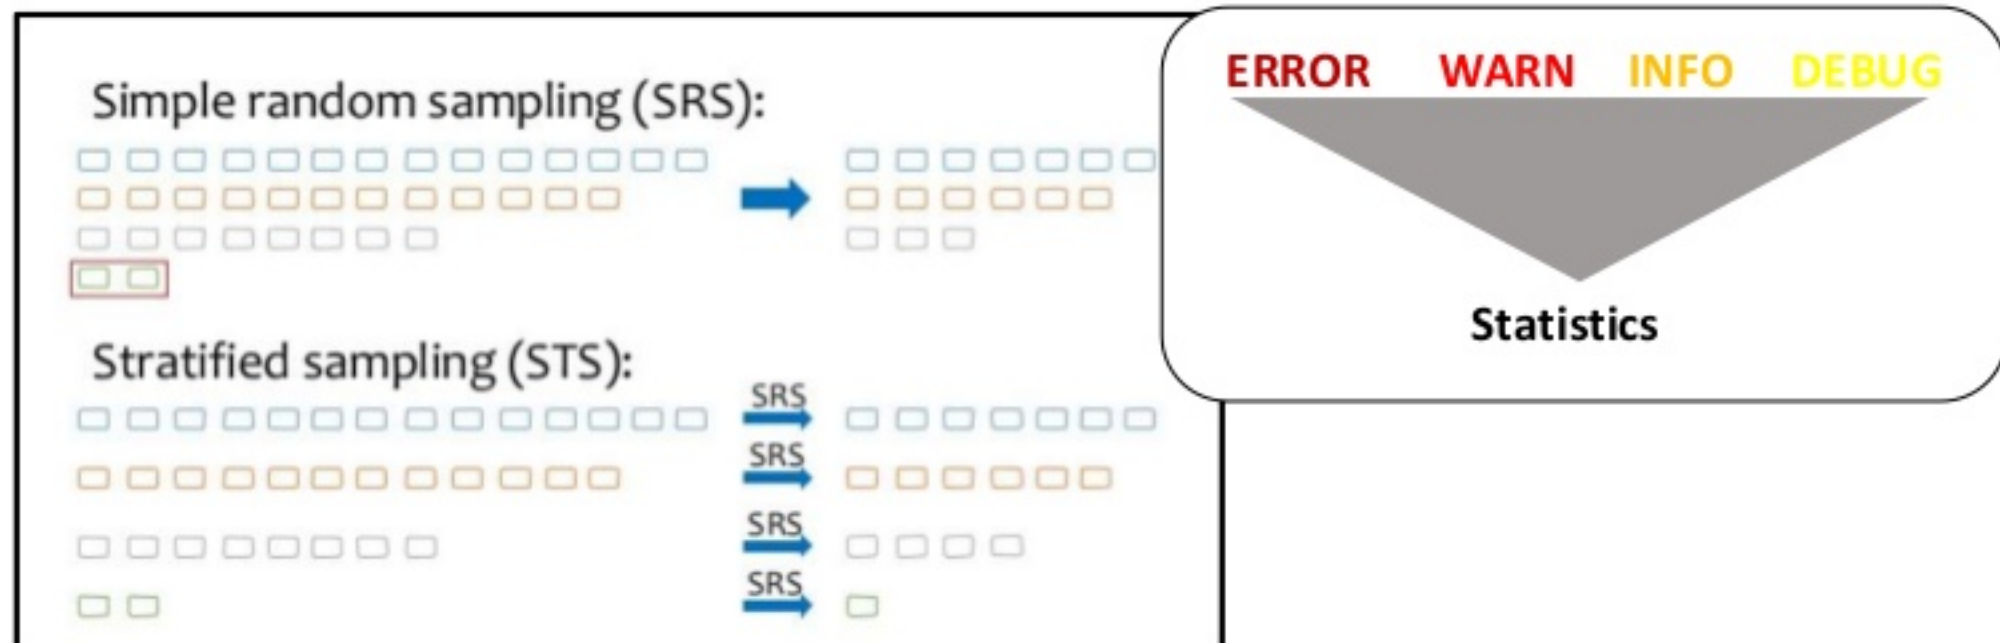 Simple random sampling (SRS):
Stratified sampling (STS):
SRS
SRS
SRS
SRS
ERROR WARN INFO DEBUG
Statistics